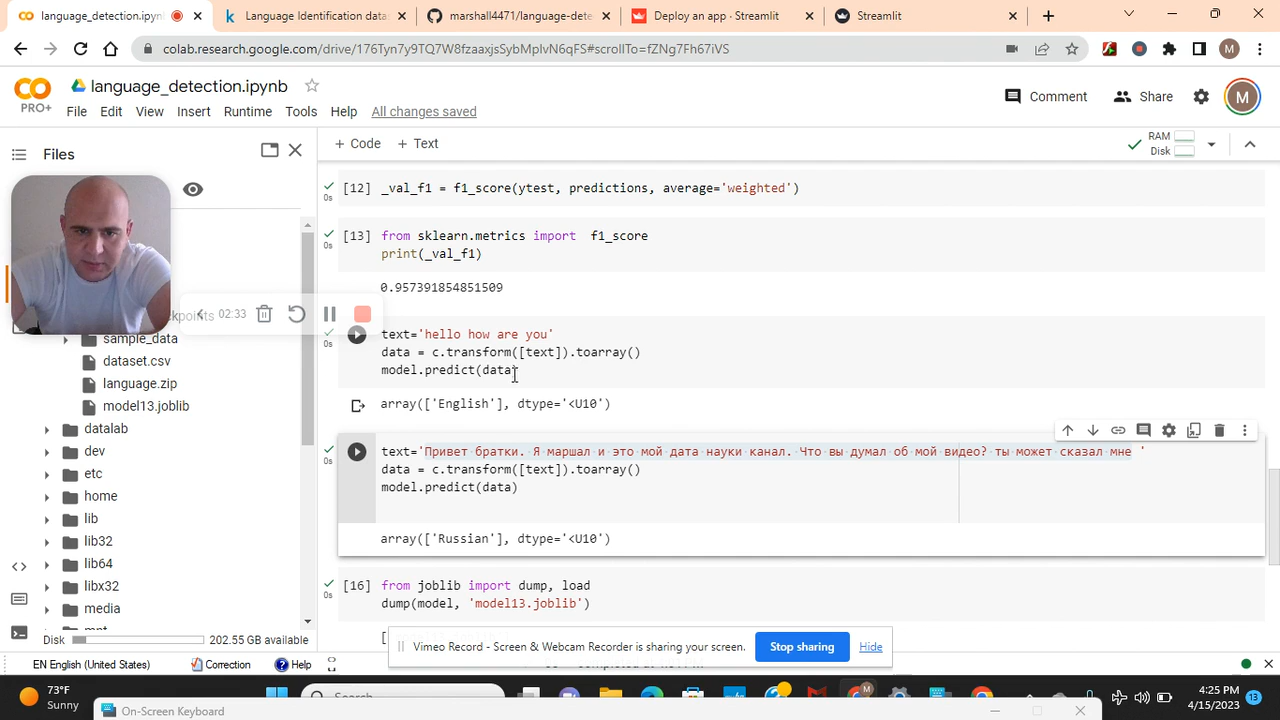 language_detection.ipynb
Language Identification data
marshall4471/language-dete
Deploy an app · Streamlit
Streamlit
colab.research.google.com/drive/176Tyn7y9TQ7W8fzaaxjsSybMplvN6qFS#scrollTo=fZNg7Fh67iVS
M
CO
PRO+
language_detection.ipynb
Comment
Share
M
File Edit View Insert Runtime Tools Help All changes saved
Files
+ Code + Text
RAM
Disk
[12] _val_f1 = f1_score(ytest, predictions, average='weighted')
0s
[13] from sklearn.metrics import f1_score
0s
print(_val_f1)
0.957391854851509
02:33
text='hello how are you'
0s
data = c.transform([text]).toarray()
model.predict(data)
array(['English'], dtype='<U10')
text='Привет братки. Я маршал и это мой дата науки канал. Что вы думал об мой видео? ты может сказал мне '
0s
data = c.transform([text]).toarray()
model.predict(data)
array(['Russian'], dtype='<U10')
[16] from joblib import dump, load
0s
dump(model, 'model13.joblib')
sample_data
dataset.csv
language.zip
model13.joblib
datalab
dev
etc
home
lib
lib32
lib64
libx32
media
Disk
202.55 GB available
Vimeo Record - Screen & Webcam Recorder is sharing your screen.
Stop sharing
Hide
EN English (United States)
Correction
Help
73°F
Sunny
Search
M
4:25 PM
4/15/2023
13
On-Screen Keyboard